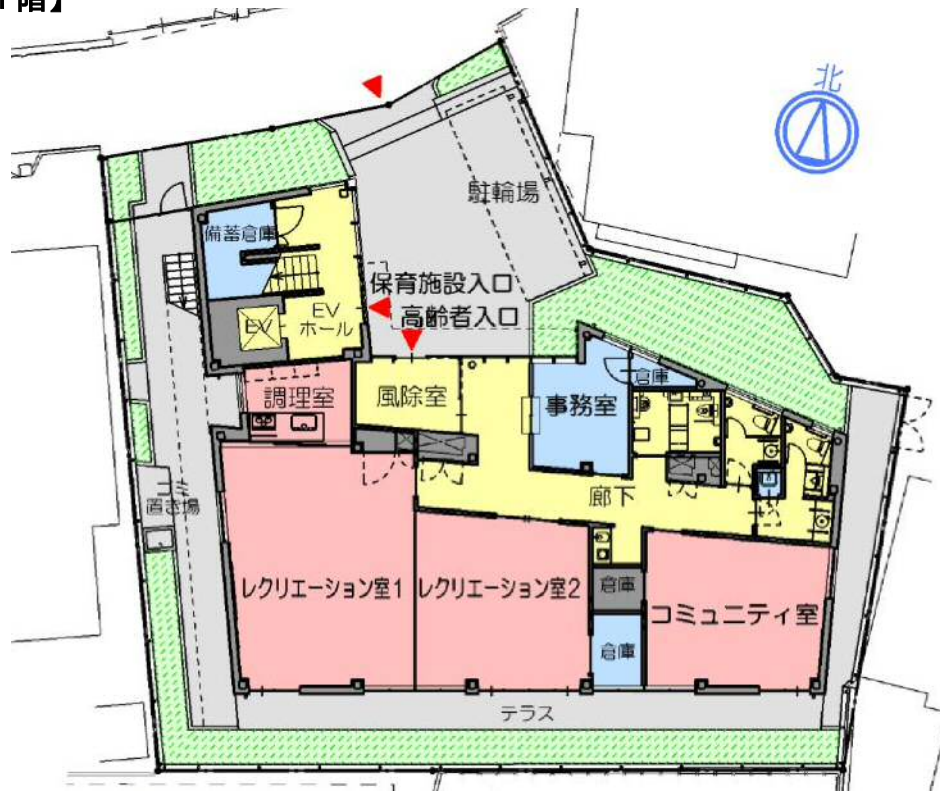 階】
北
駐輪場
備蓄倉庫
保育施設入口
EV
EV
ホール
高齢者入口
調理室
風除室
事務室
倉庫
ゴミ
置き場
廊下
レクリエーション室1
レクリエーション室2
倉庫
コミュニティ室
倉庫
テラス